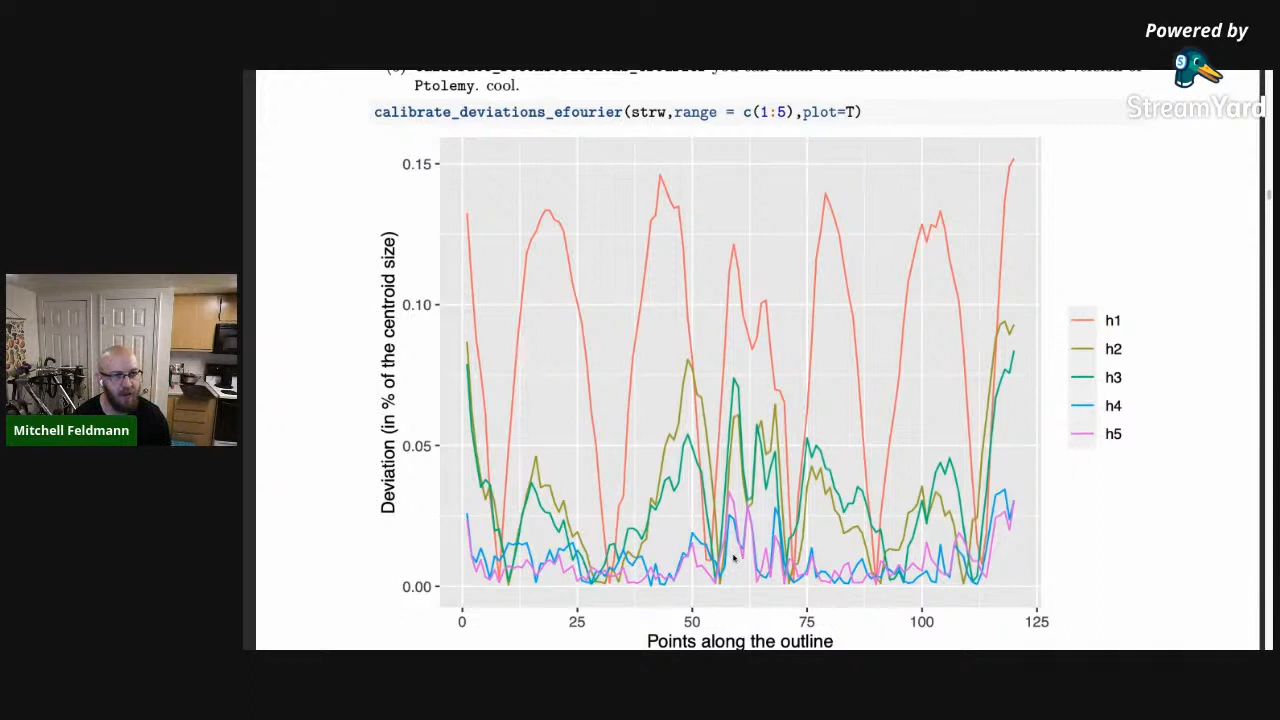 Powered by
StreamYard
Ptolemy. cool.
calibrate_deviations_efourier(strw,range = c(1:5),plot=T)
0.15
0.10
0.05
0.00
Deviation (in % of the centroid size)
0
25
50
75
100
125
Points along the outline
h1
h2
h3
h4
h5
Mitchell Feldmann